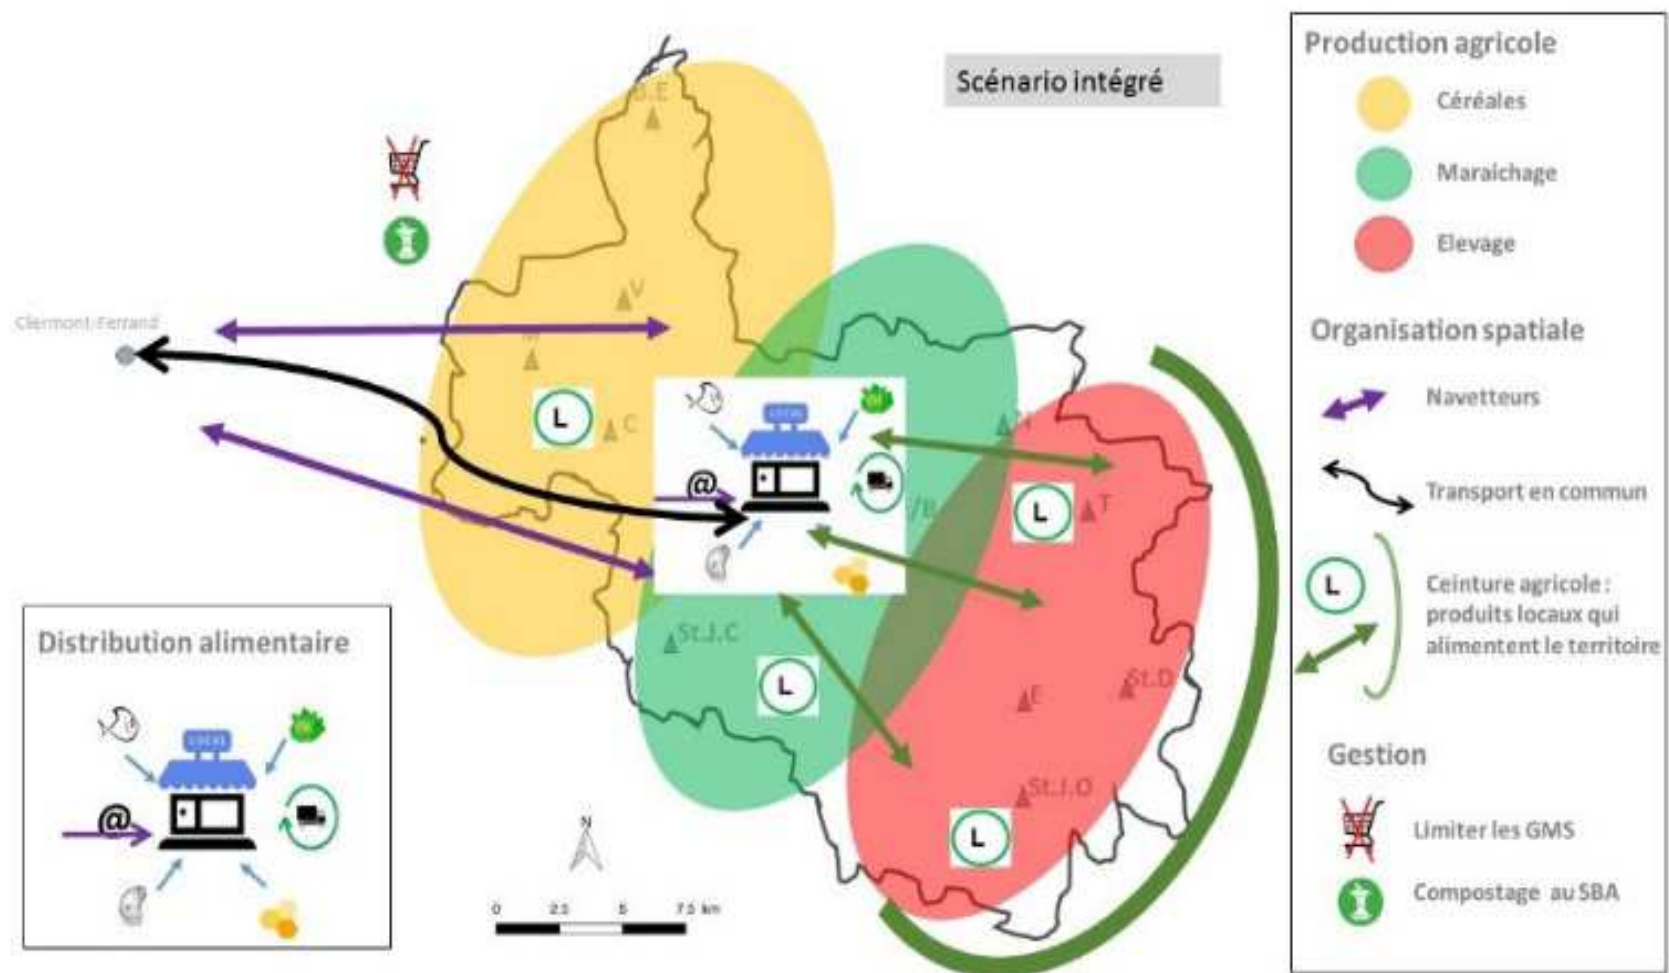 Scénario intégré
B.E
V
M
C
Clermont-Ferrand
L
LOCAL
@
/B
L
T
St.J.C
L
E
St.D
St.J.O
L
N
0 2.5 5 7.5 km
Distribution alimentaire
LOCAL
@
Production agricole
Céréales
Maraichage
Elevage
Organisation spatiale
Navetteurs
Transport en commun
L
Ceinture agricole :
produits locaux qui
alimentent le territoire
Gestion
Limiter les GMS
Compostage au SBA